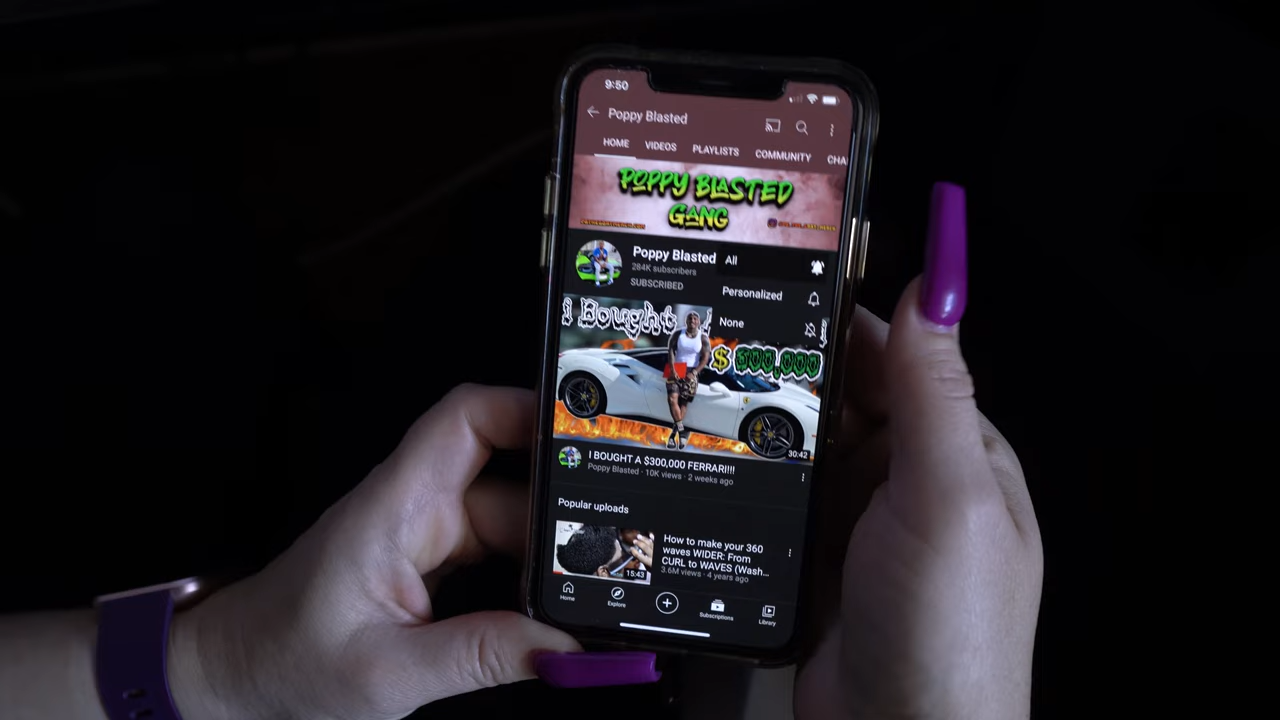 9:50
Poppy Blasted
HOME VIDEOS PLAYLISTS COMMUNITY CHA
POPPY BLASTED
GANG
Poppy Blasted
284K subscribers
SUBSCRIBED
All
Personalized
None
I Bought
$ 300,000
30:42
I BOUGHT A $300,000 FERRARI!!!
Poppy Blasted · 10K views · 2 weeks ago
Popular uploads
How to make your 360
waves WIDER: From
CURL to WAVES (Wash...
3.6M views · 4 years ago
15:43
Home Explore Subscriptions Library